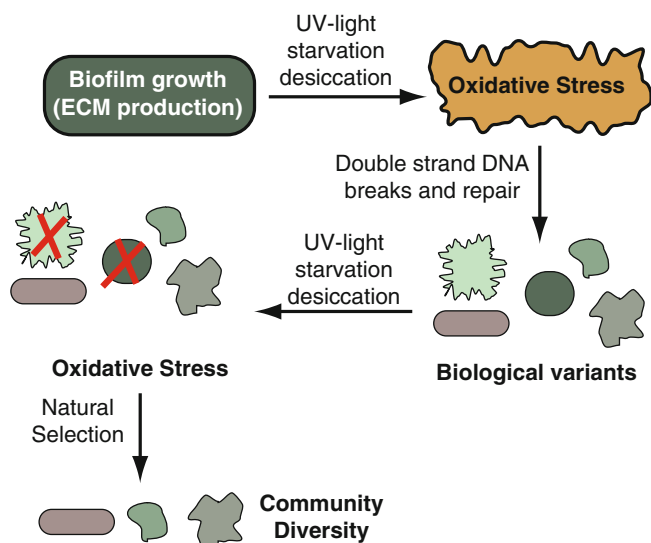 Biofilm growth
(ECM production)
UV-light
starvation
desiccation
Oxidative Stress
Double strand DNA
breaks and repair
Biological variants
UV-light
starvation
desiccation
Oxidative Stress
Natural
Selection
Community
Diversity